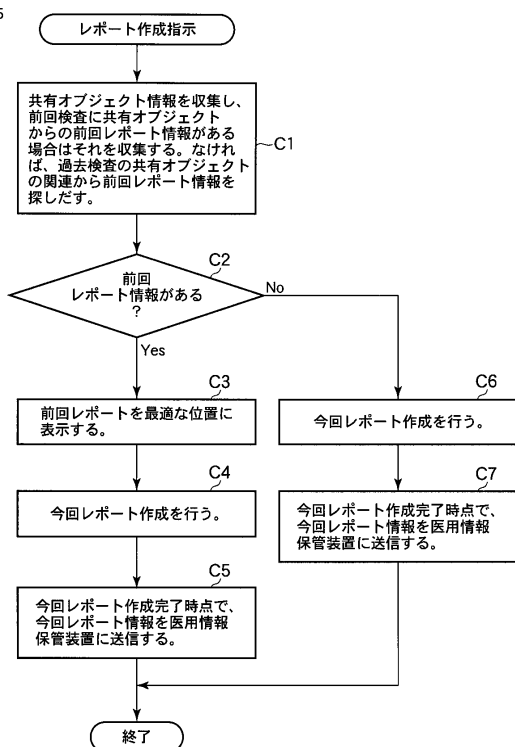 5
レポート作成指示
共有オブジェクト情報を収集し、
前回検査に共有オブジェクト
からの前回レポート情報がある
場合はそれを収集する。なけれ
ば、過去検査の共有オブジェクト
の関連から前回レポート情報を
探しだす。
C1
C2
前回
レポート情報がある
?
No
Yes
C3
前回レポートを最適な位置に
表示する。
C4
今回レポート作成を行う。
C5
今回レポート作成完了時点で、
今回レポート情報を医用情報
保管装置に送信する。
C6
今回レポート作成を行う。
C7
今回レポート作成完了時点で、
今回レポート情報を医用情報
保管装置に送信する。
終了